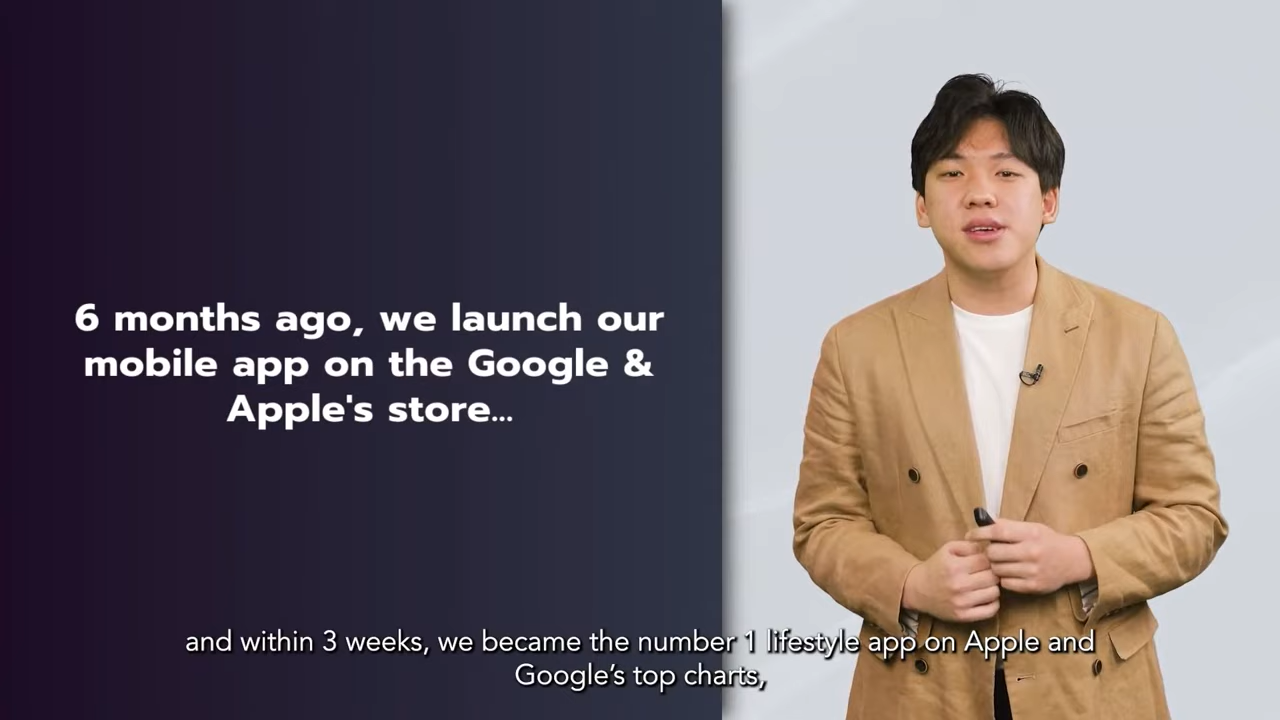 6 months ago, we launch our
mobile app on the Google &
Apple's store...
and within 3 weeks, we became the number 1 lifestyle app on Apple and
Google’s top charts,